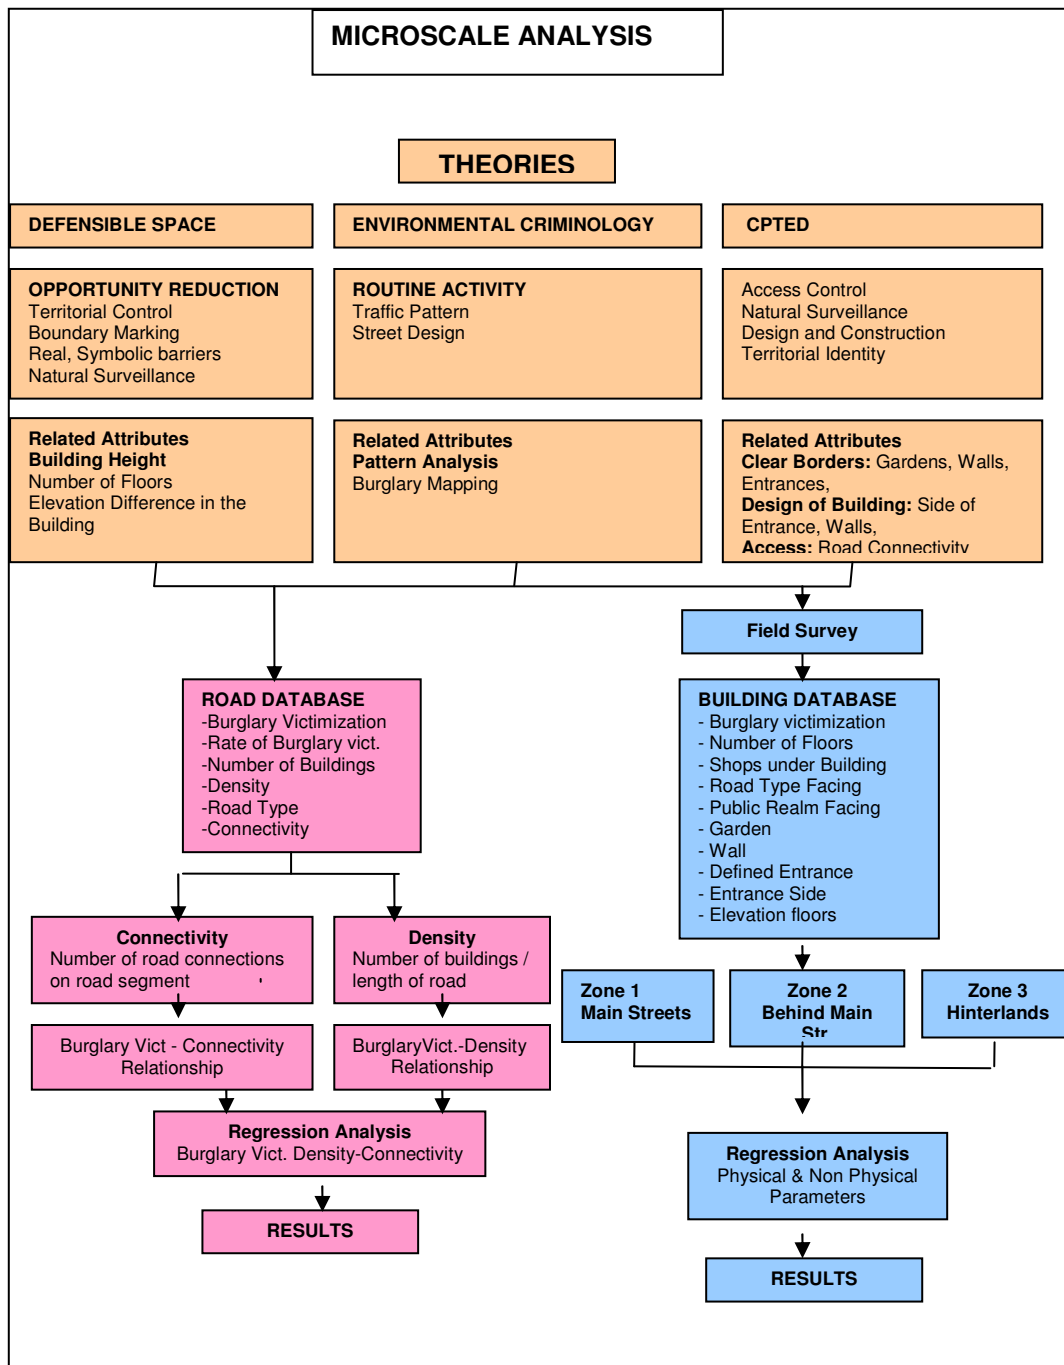 MICROSCALE ANALYSIS
THEORIES
DEFENSIBLE SPACE
ENVIRONMENTAL CRIMINOLOGY
CPTED
OPPORTUNITY REDUCTION
Territorial Control
Boundary Marking
Real, Symbolic barriers
Natural Surveillance
ROUTINE ACTIVITY
Traffic Pattern
Street Design
Access Control
Natural Surveillance
Design and Construction
Territorial Identity
Related Attributes
Building Height
Number of Floors
Elevation Difference in the
Building
Related Attributes
Pattern Analysis
Burglary Mapping
Related Attributes
Clear Borders: Gardens, Walls,
Entrances,
Design of Building: Side of
Entrance, Walls,
Access: Road Connectivity
Field Survey
ROAD DATABASE
-Burglary Victimization
-Rate of Burglary vict.
-Number of Buildings
-Density
-Road Type
-Connectivity
BUILDING DATABASE
- Burglary victimization
- Number of Floors
- Shops under Building
- Road Type Facing
- Public Realm Facing
- Garden
- Wall
- Defined Entrance
- Entrance Side
- Elevation floors
Connectivity
Number of road connections
on road segment '
Density
Number of buildings /
length of road
Zone 1
Main Streets
Zone 2
Behind Main
Str
Zone 3
Hinterlands
Burglary Vict - Connectivity
Relationship
BurglaryVict.-Density
Relationship
Regression Analysis
Burglary Vict. Density-Connectivity
Regression Analysis
Physical & Non Physical
Parameters
RESULTS
RESULTS